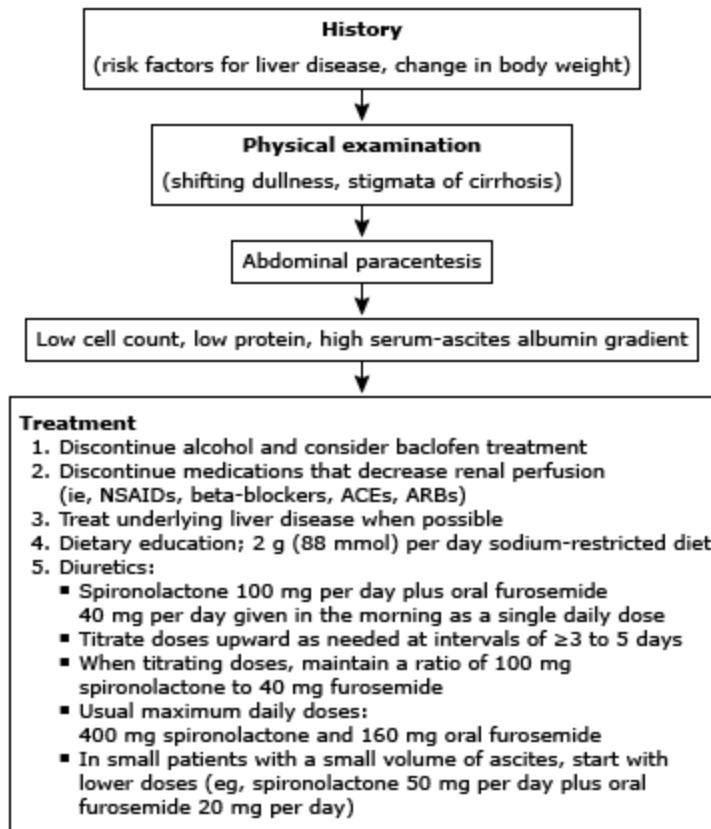 History
(risk factors for liver disease, change in body weight)
Physical examination
(shifting dullness, stigmata of cirrhosis)
Abdominal paracentesis
Low cell count, low protein, high serum-ascites albumin gradient
Treatment
1. Discontinue alcohol and consider baclofen treatment
2. Discontinue medications that decrease renal perfusion
(ie, NSAIDs, beta-blockers, ACEs, ARBs)
3. Treat underlying liver disease when possible
4. Dietary education; 2 g (88 mmol) per day sodium-restricted diet
5. Diuretics:
▪ Spironolactone 100 mg per day plus oral furosemide
40 mg per day given in the morning as a single daily dose
▪ Titrate doses upward as needed at intervals of ≥3 to 5 days
▪ When titrating doses, maintain a ratio of 100 mg
spironolactone to 40 mg furosemide
▪ Usual maximum daily doses:
400 mg spironolactone and 160 mg oral furosemide
▪ In small patients with a small volume of ascites, start with
lower doses (eg, spironolactone 50 mg per day plus oral
furosemide 20 mg per day)